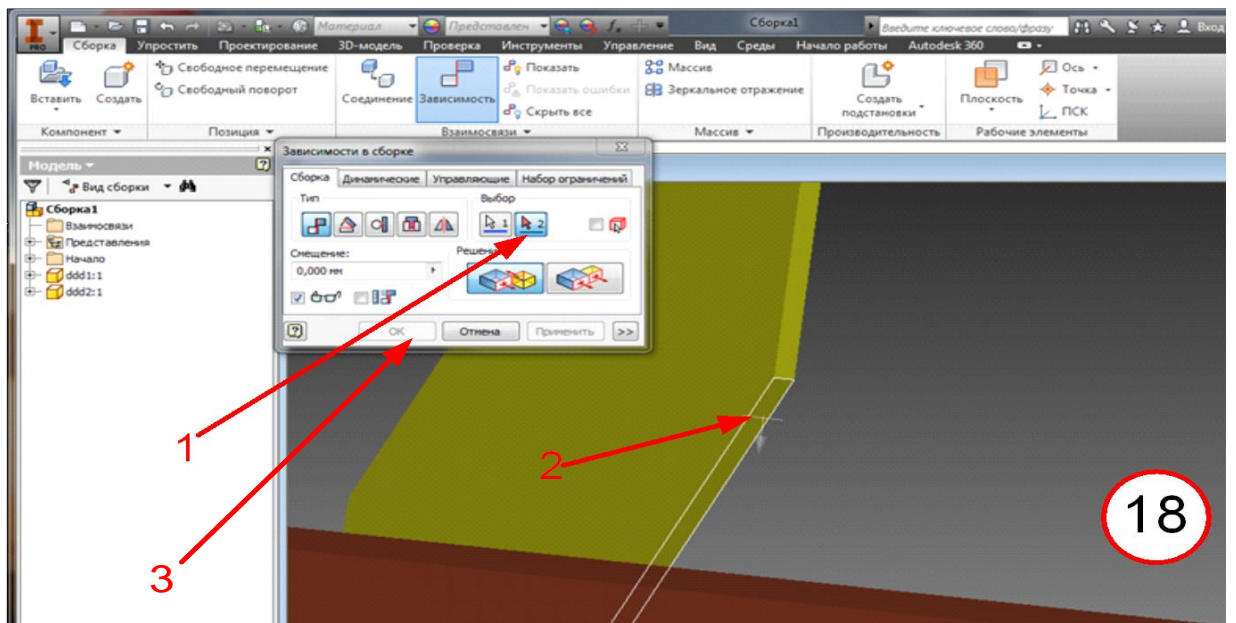 PRO
Материал
Представлен
Сборка1
Введите ключевое слово/фразу
Вход
Сборка Упростить Проектирование 3D-модель Проверка Инструменты Управление Вид Среды Начало работы Autodesk 360
Вставить Создать
Свободное перемещение
Свободный поворот
Соединение Зависимость
Показать
Показать ошибки
Скрыть все
Массив
Зеркальное отражение
Создать подстановки
Плоскость
Ось
Точка
ПСК
Компонент Позиция Взаимосвязи Массив Производительность Рабочие элементы
Модель
Вид сборки
Сборка1
Взаимосвязи
Представления
Начало
ddd1:1
ddd2:1
Зависимости в сборке
Сборка Динамические Управляющие Набор ограничений
Тип Выбор
1 2
Смещение:
0,000 мм
OK Отмена Применить >>
1
2
3
18